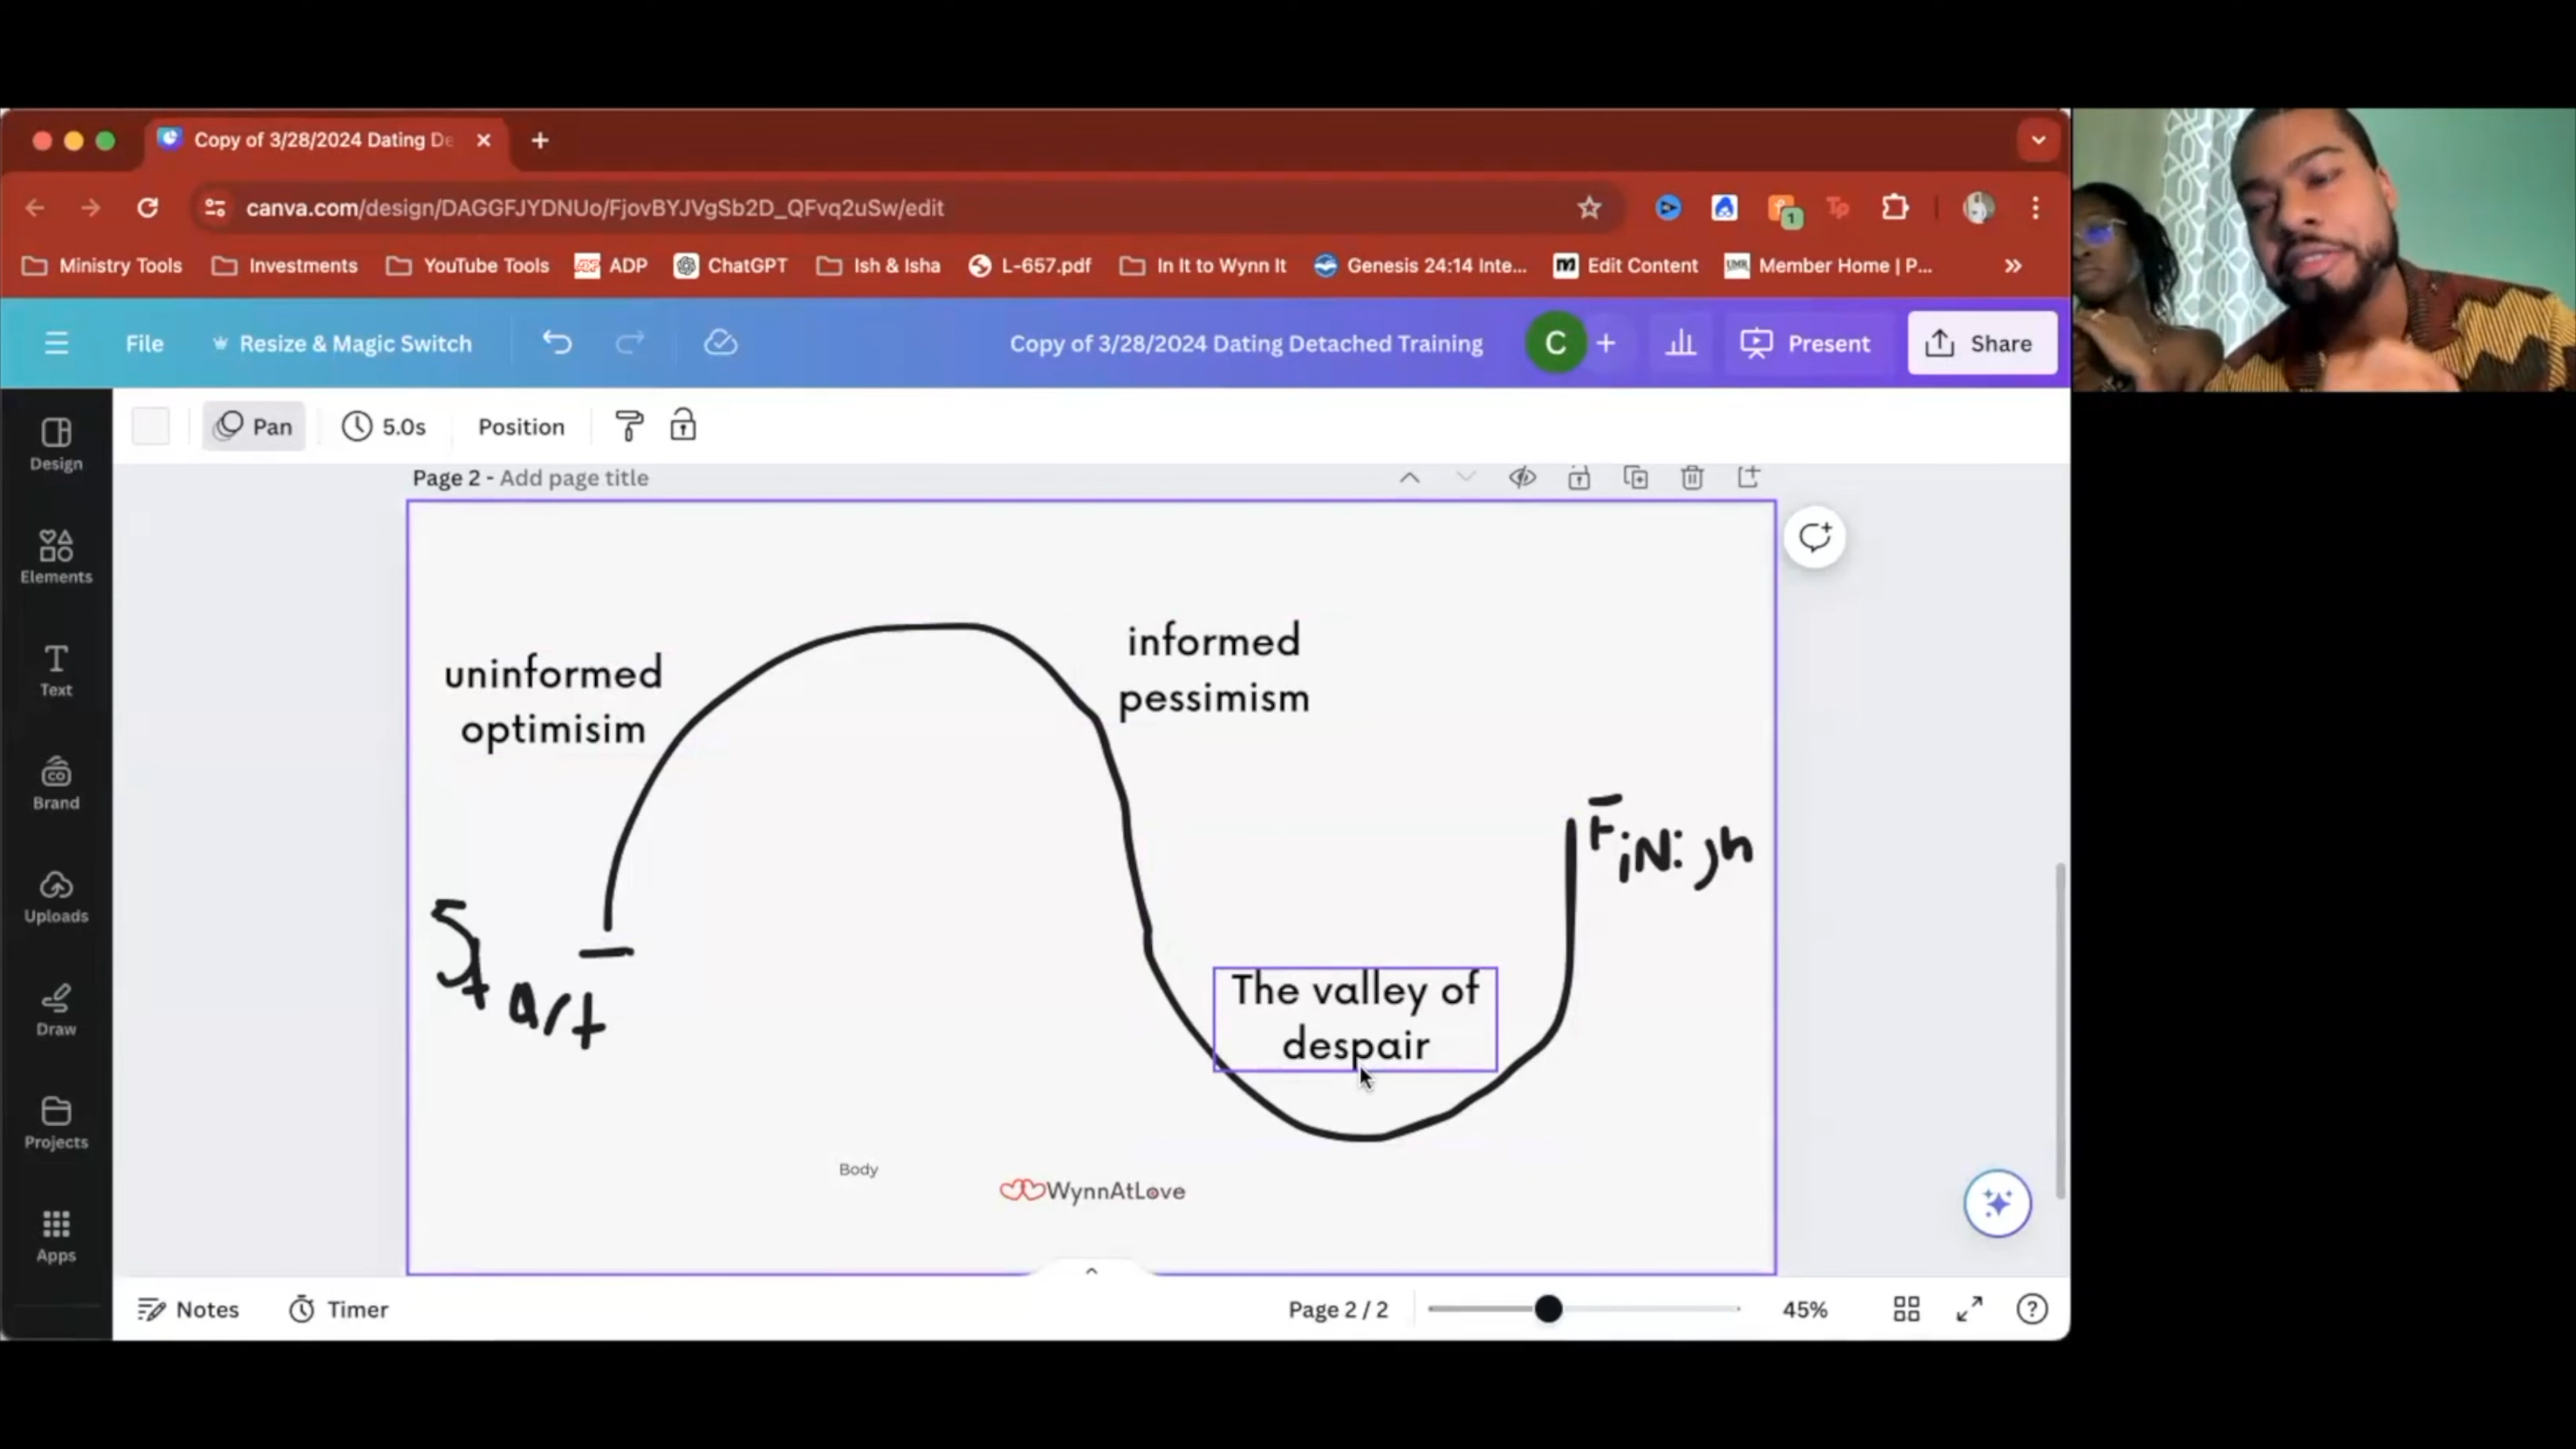 Copy of 3/28/2024 Dating De
canva.com/design/DAGGFJYDNUo/FjovBYJVgSb2D_QFvq2uSw/edit
1
Tp
Ministry Tools
Investments
YouTube Tools
ADP ADP
ChatGPT
Ish & Isha
L-657.pdf
In It to Wynn It
Genesis 24:14 Inte...
Edit Content
UMR Member Home | P...
File
Resize & Magic Switch
Copy of 3/28/2024 Dating Detached Training
C
Present
Share
Pan
5.0s
Position
Design
Elements
Text
Brand
Uploads
Draw
Projects
Apps
Page 2 - Add page title
uninformed
optimisim
informed
pessimism
Start
Finish
The valley of
despair
Body
WynnAtLove
Notes
Timer
Page 2 / 2
45%